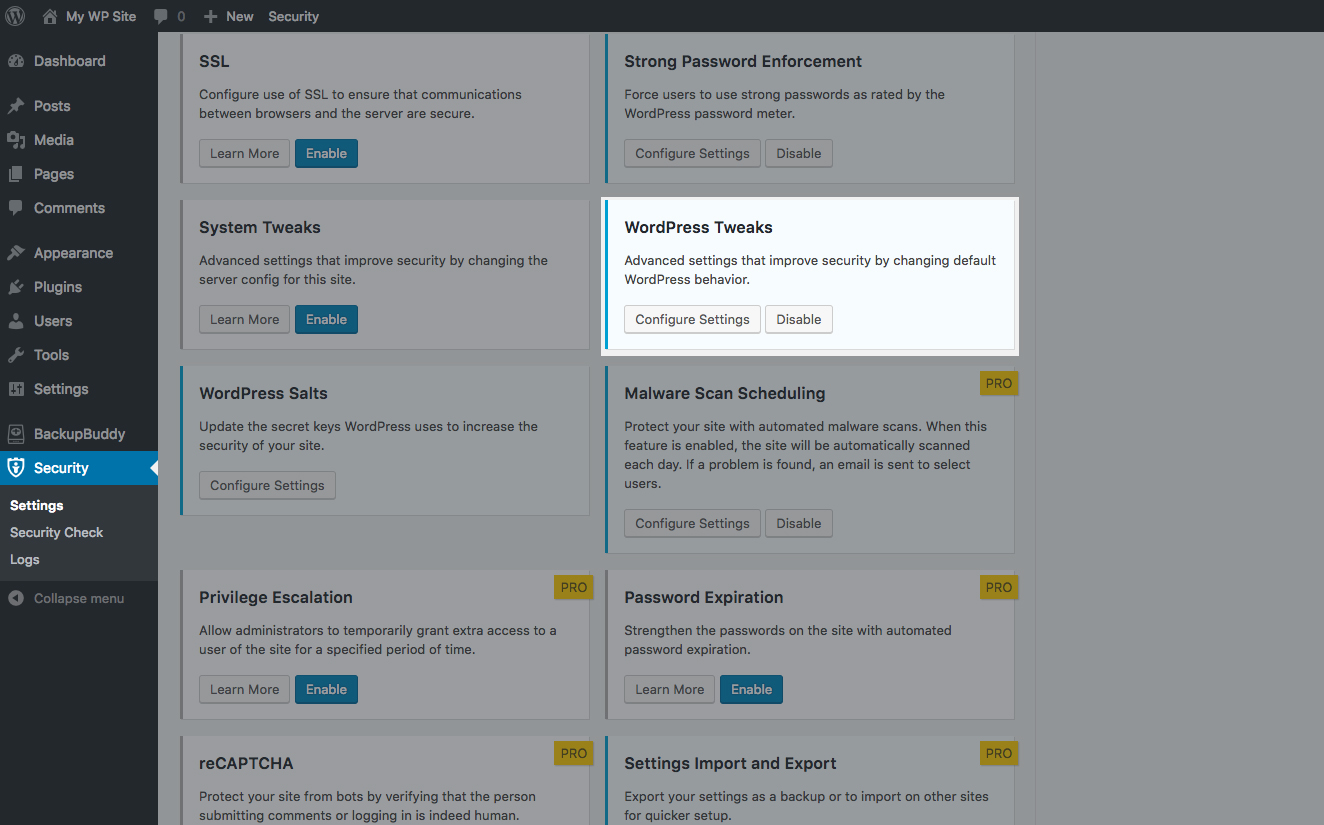 My WP Site 0 New Security
Dashboard
Posts
Media
Pages
Comments
Appearance
Plugins
Users
Tools
Settings
BackupBuddy
Security
Settings
Security Check
Logs
Collapse menu
SSL
Configure use of SSL to ensure that communications
between browsers and the server are secure.
Learn More Enable
Strong Password Enforcement
Force users to use strong passwords as rated by the
WordPress password meter.
Configure Settings Disable
System Tweaks
Advanced settings that improve security by changing the
server config for this site.
Learn More Enable
WordPress Tweaks
Advanced settings that improve security by changing default
WordPress behavior.
Configure Settings Disable
WordPress Salts
Update the secret keys WordPress uses to increase the
security of your site.
Configure Settings
PRO
Malware Scan Scheduling
Protect your site with automated malware scans. When this
feature is enabled, the site will be automatically scanned
each day. If a problem is found, an email is sent to select
users.
Configure Settings Disable
PRO
Privilege Escalation
Allow administrators to temporarily grant extra access to a
user of the site for a specified period of time.
Learn More Enable
PRO
Password Expiration
Strengthen the passwords on the site with automated
password expiration.
Learn More Enable
PRO
reCAPTCHA
Protect your site from bots by verifying that the person
submitting comments or logging in is indeed human.
PRO
Settings Import and Export
Export your settings as a backup or to import on other sites
for quicker setup.